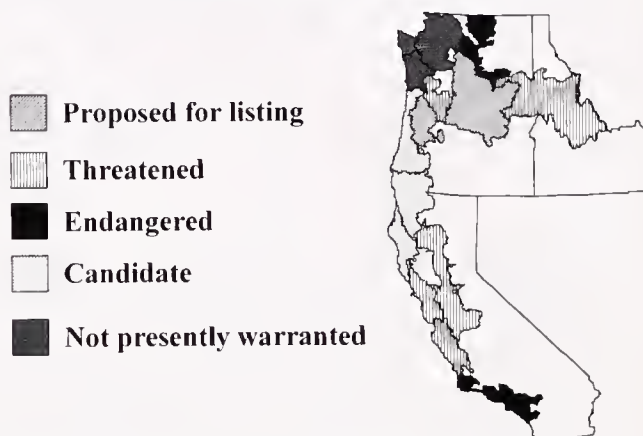 Proposed for listing
Threatened
Endangered
Candidate
Not presently warranted